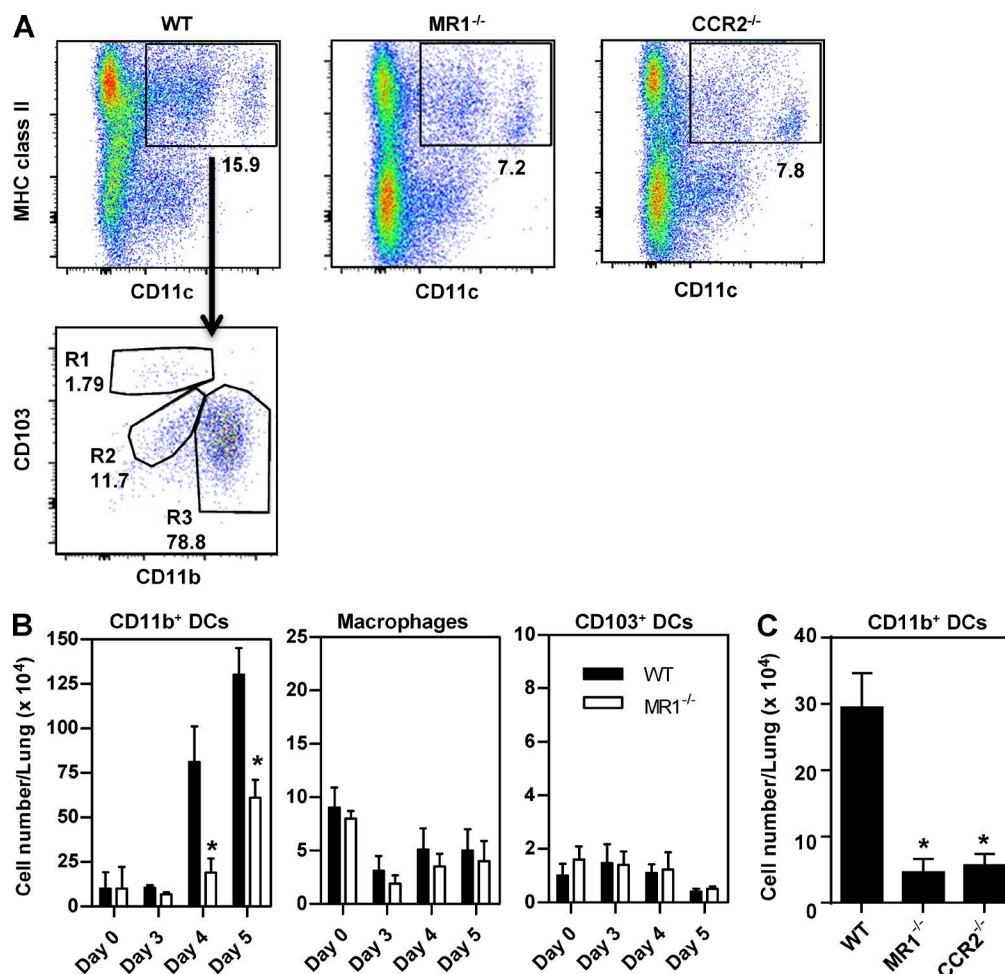 A
WT
MR1-/-
CCR2-/-
MHC class II
15.9
7.2
7.8
CD11c
CD11c
CD11c
R1
1.79
R2
11.7
R3
78.8
CD103
CD11b
B
CD11b+ DCs
Macrophages
CD103+ DCs
Cell number/Lung (x 10⁴)
150
125
100
75
50
25
0
25
20
15
10
5
0
10
8
6
4
2
0
WT
MR1-/-
*
*
Day 0
Day 3
Day 4
Day 5
Day 0
Day 3
Day 4
Day 5
Day 0
Day 3
Day 4
Day 5
C
CD11b+ DCs
Cell number/Lung (x 10⁴)
40
30
20
10
0
*
*
WT
MR1-/-
CCR2-/-